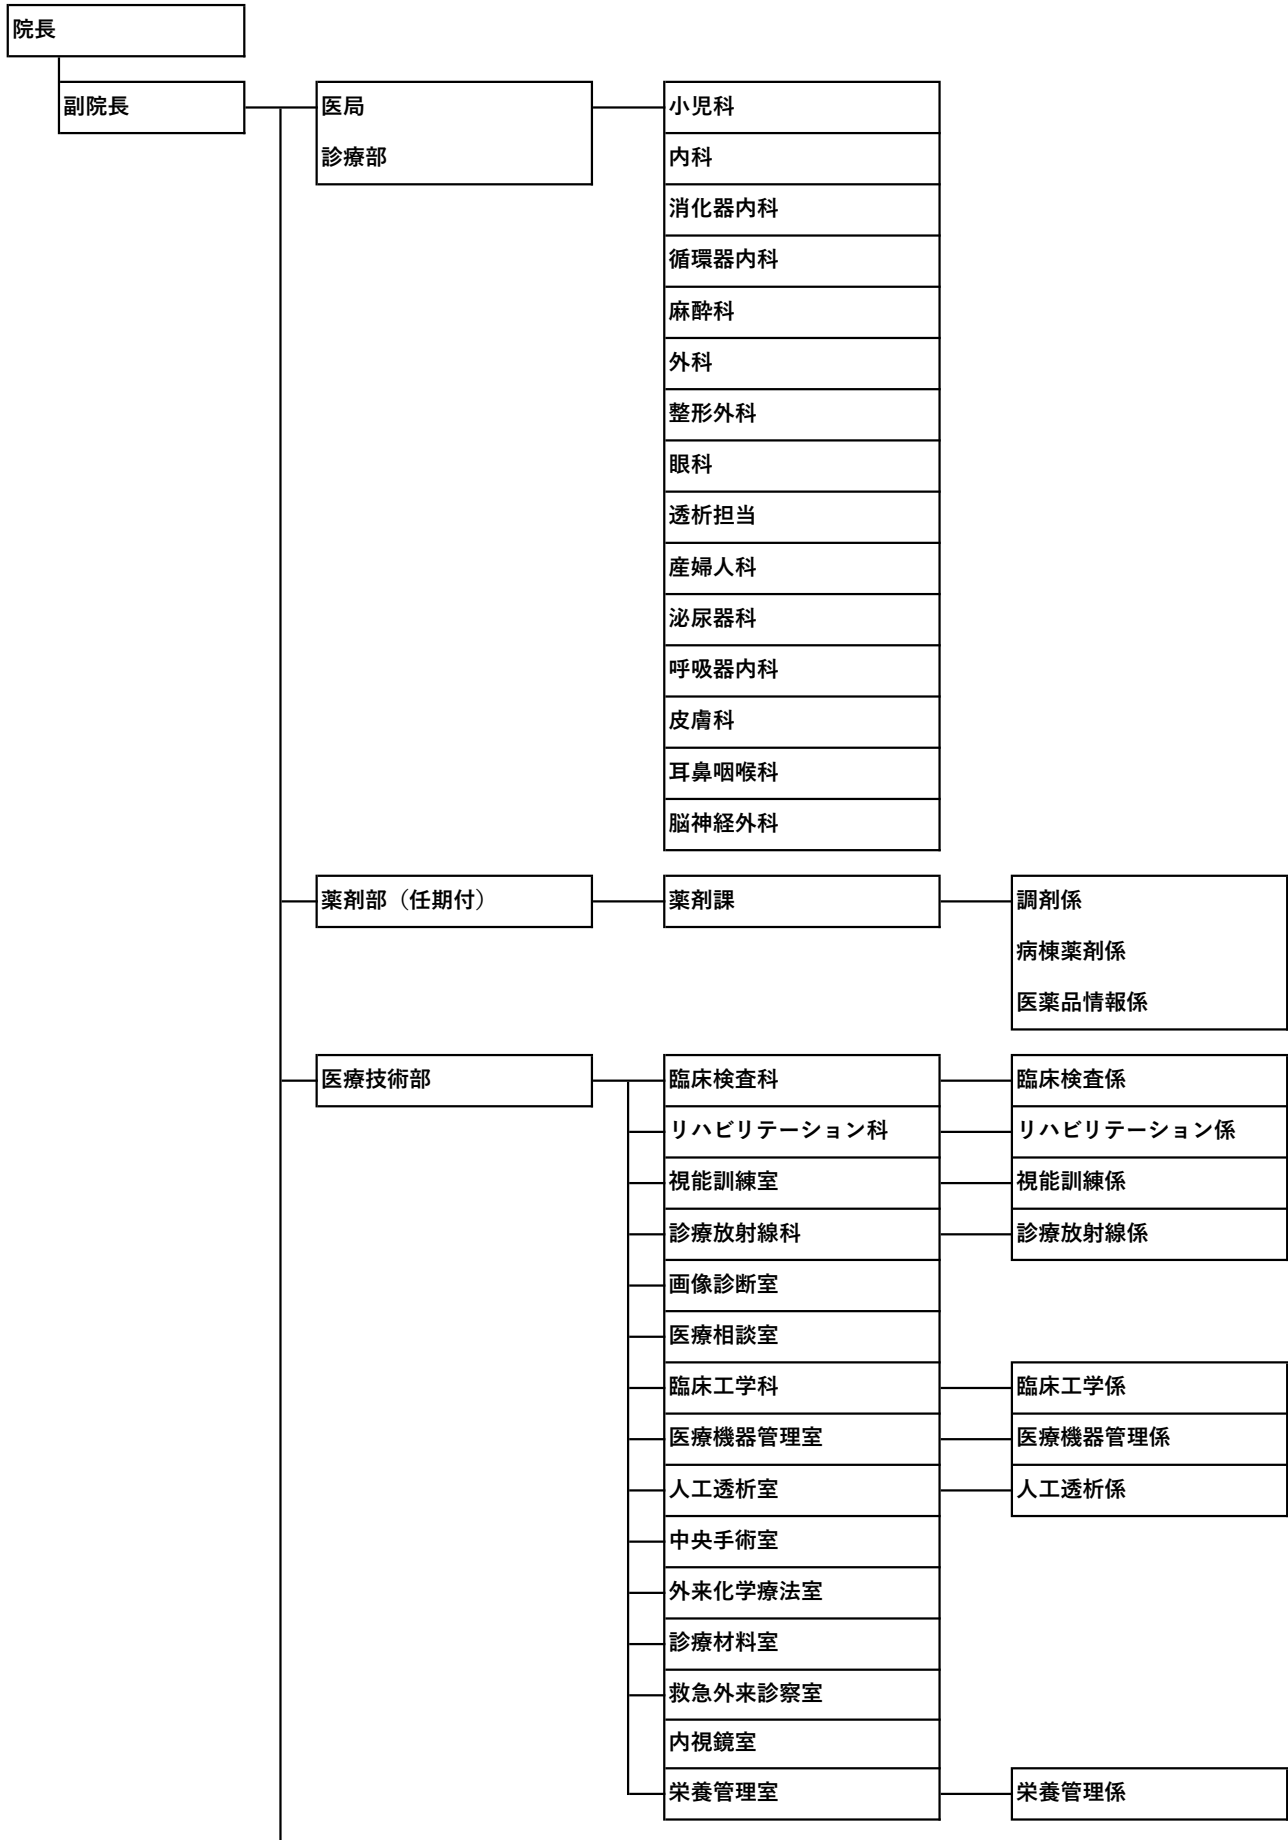 院長
副院長
医局
診療部
小児科
内科
消化器内科
循環器内科
麻酔科
外科
整形外科
眼科
透析担当
産婦人科
泌尿器科
呼吸器内科
皮膚科
耳鼻咽喉科
脳神経外科
薬剤部（任期付）
薬剤課
調剤係
病棟薬剤係
医薬品情報係
医療技術部
臨床検査科
臨床検査係
リハビリテーション科
リハビリテーション係
視能訓練室
視能訓練係
診療放射線科
診療放射線係
画像診断室
医療相談室
臨床工学科
臨床工学係
医療機器管理室
医療機器管理係
人工透析室
人工透析係
中央手術室
外来化学療法室
診療材料室
救急外来診察室
内視鏡室
栄養管理室
栄養管理係